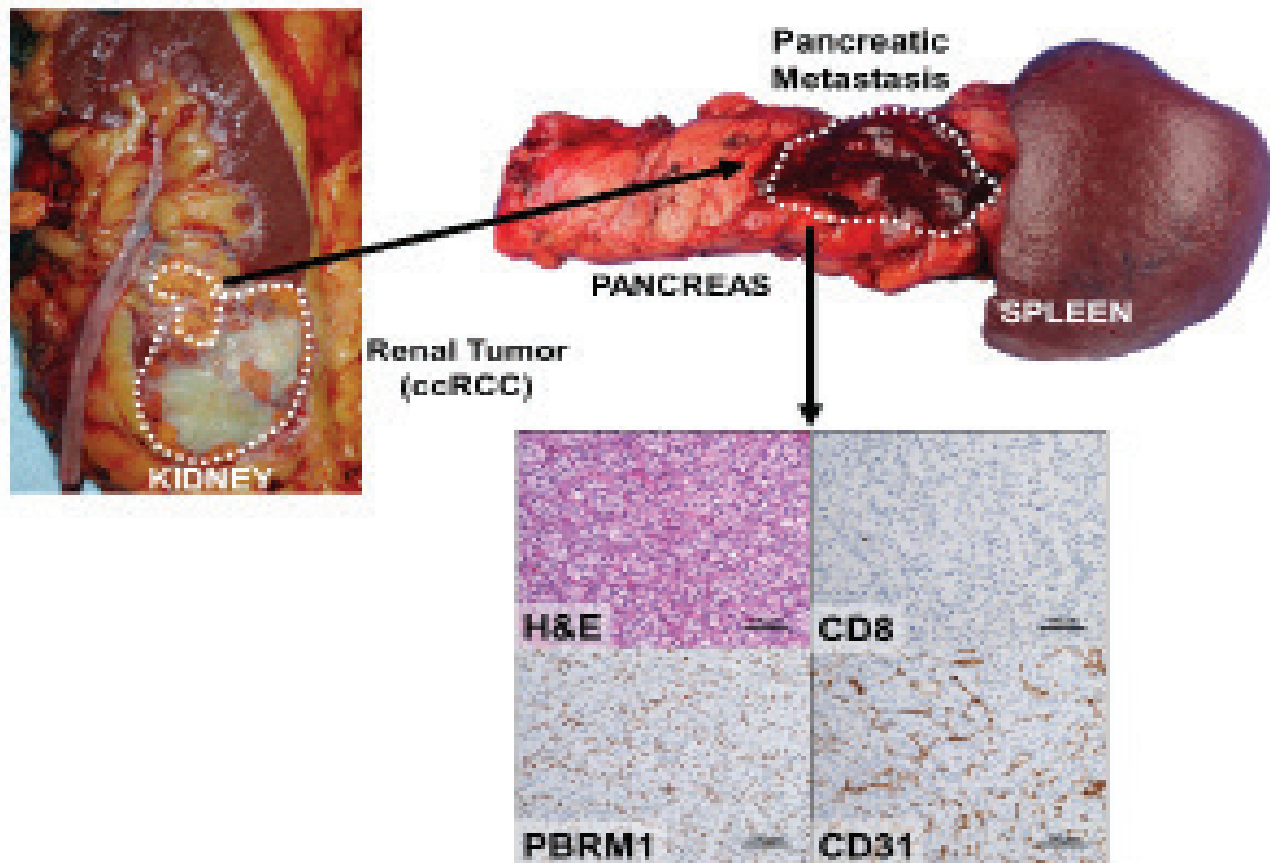 Pancreatic
Metastasis
PANCREAS
SPLEEN
Renal Tumor
(ccRCC)
KIDNEY
H&E
CD8
PBRM1
CD31